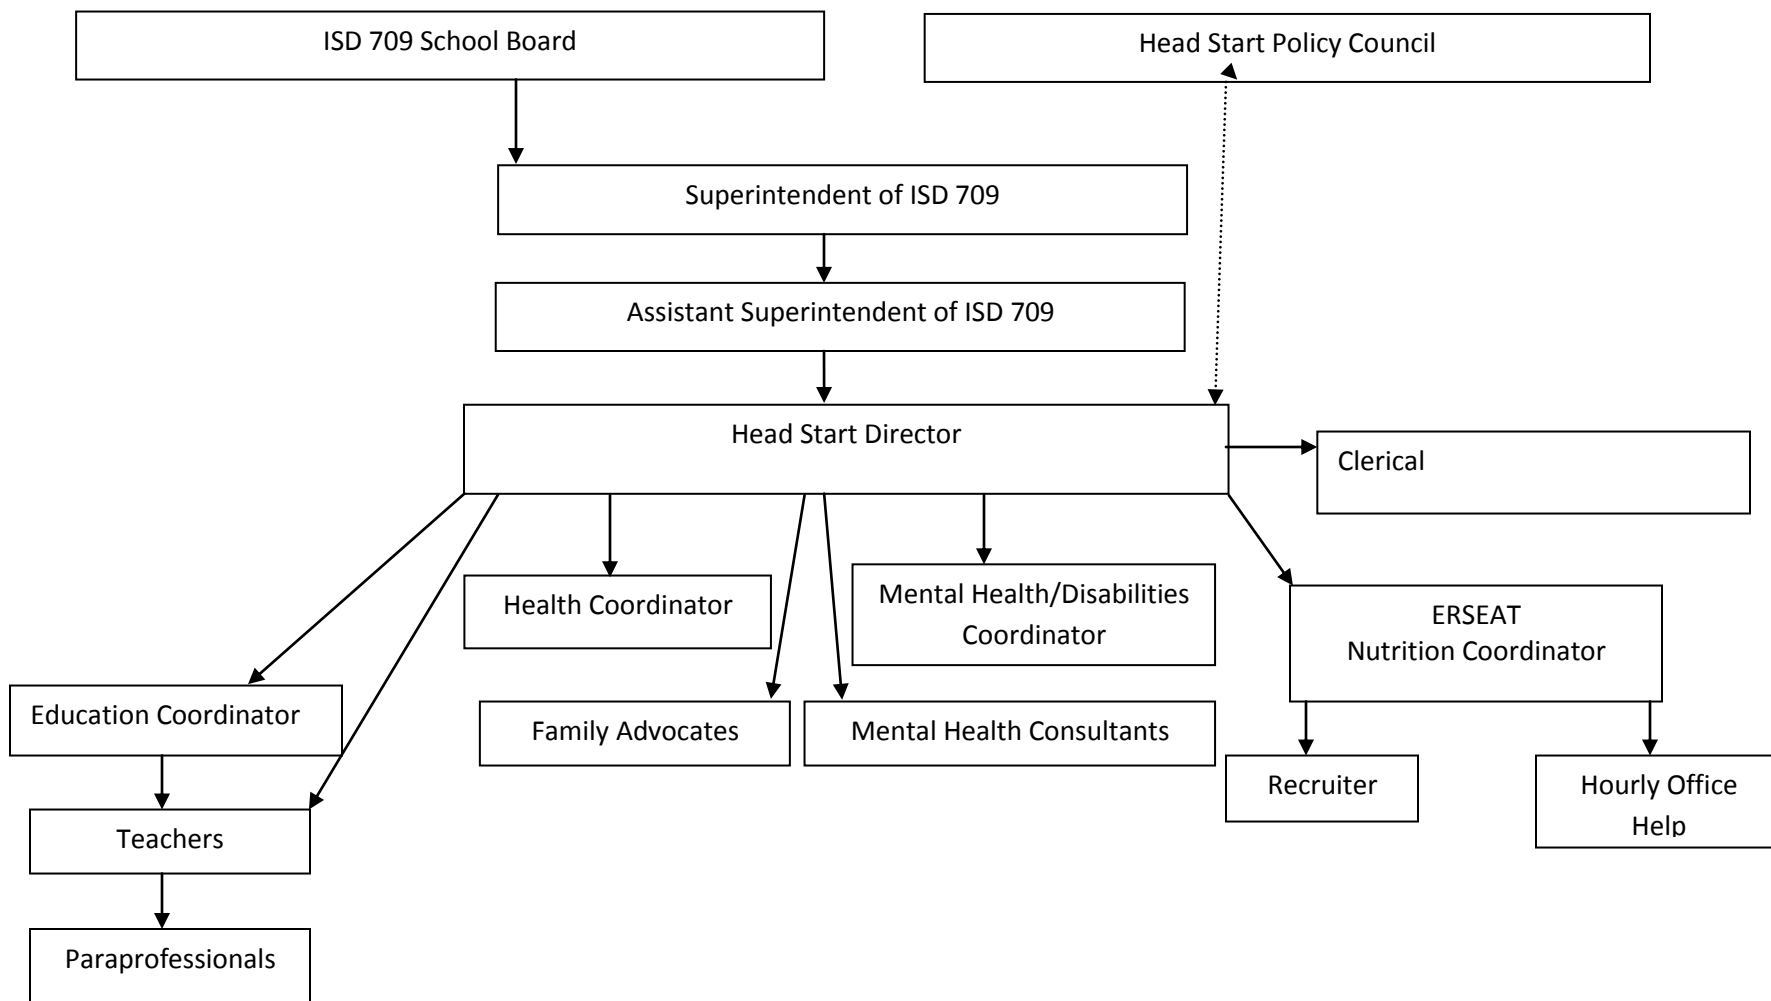 ISD 709 School Board
Head Start Policy Council
Superintendent of ISD 709
Assistant Superintendent of ISD 709
Head Start Director
Clerical
Health Coordinator
Mental Health/Disabilities
Coordinator
ERSEAT
Nutrition Coordinator
Education Coordinator
Family Advocates
Mental Health Consultants
Recruiter
Hourly Office
Help
Teachers
Paraprofessionals